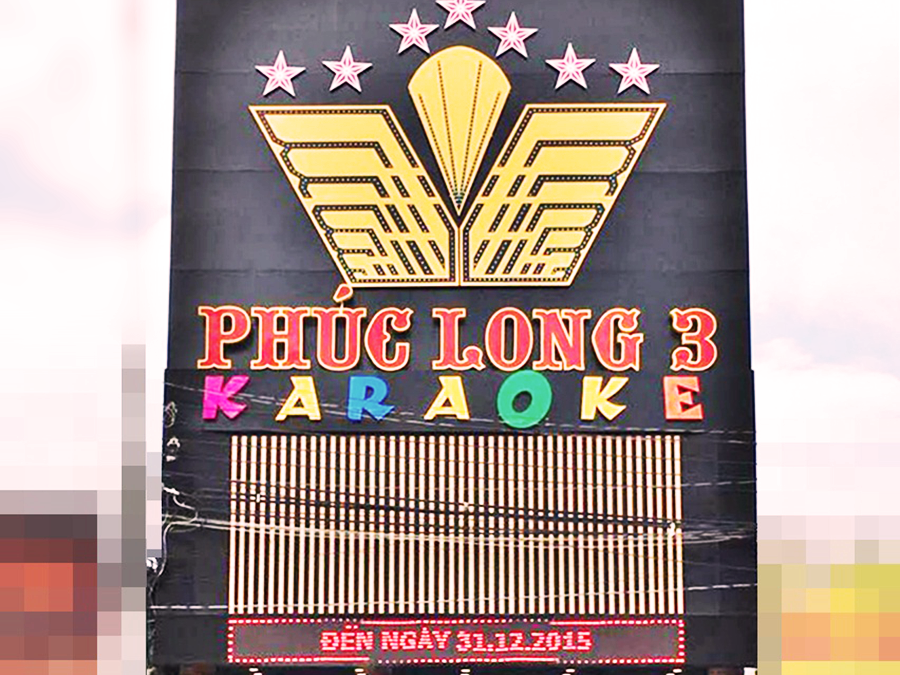 PHÚC LONG 3
KARAOKE
ĐẾN NGÀY 31.12.2015